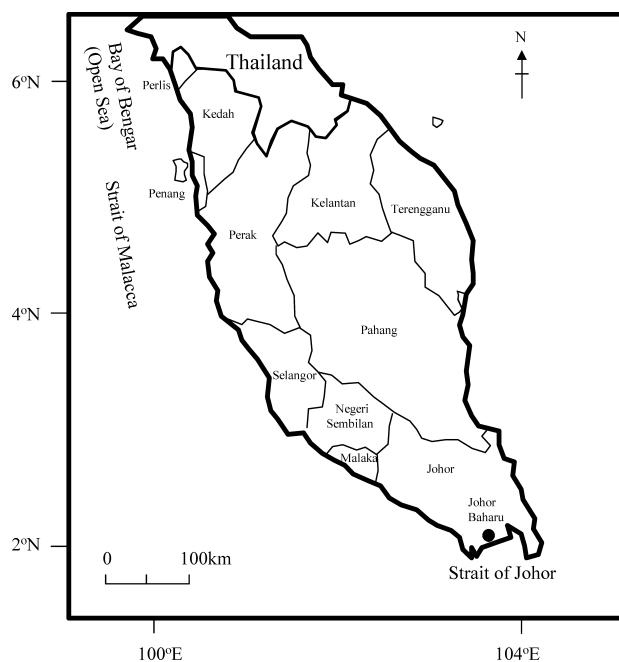 N
Thailand
6°N
Bay of Bengar
(Open Sea)
Perlis
Kedah
Penang
Kelantan
Terengganu
Strait of Malacca
Perak
4°N
Pahang
Selangor
Negeri
Sembilan
Malaka
Johor
Johor
Baharu
2°N
0 100km
Strait of Johor
100°E
104°E